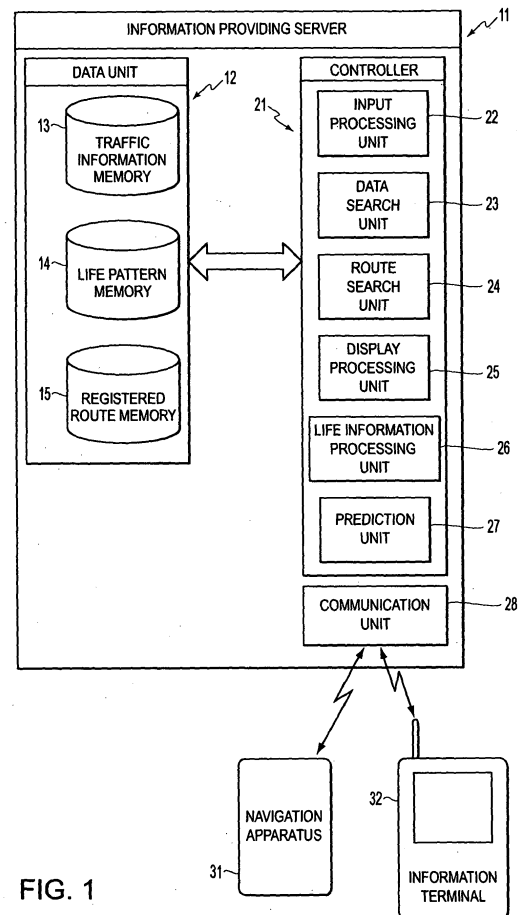 INFORMATION PROVIDING SERVER
11
DATA UNIT
12
13
TRAFFIC
INFORMATION
MEMORY
14
LIFE PATTERN
MEMORY
15
REGISTERED
ROUTE MEMORY
CONTROLLER
21
INPUT
PROCESSING
UNIT
22
DATA
SEARCH
UNIT
23
ROUTE
SEARCH
UNIT
24
DISPLAY
PROCESSING
UNIT
25
LIFE INFORMATION
PROCESSING
UNIT
26
PREDICTION
UNIT
27
COMMUNICATION
UNIT
28
NAVIGATION
APPARATUS
31
32
INFORMATION
TERMINAL
FIG. 1